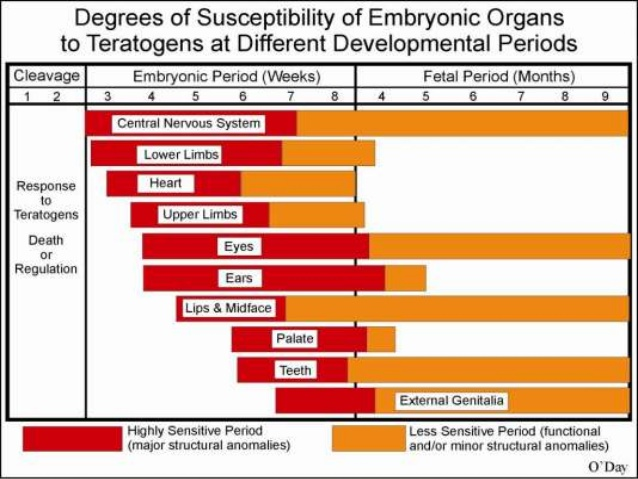 Degrees of Susceptibility of Embryonic Organs
to Teratogens at Different Developmental Periods
Cleavage Embryonic Period (Weeks) Fetal Period (Months)
1 2 3 4 5 6 7 8 4 5 6 7 8 9
Central Nervous System
Lower Limbs
Heart
Upper Limbs
Eyes
Ears
Lips & Midface
Palate
Teeth
External Genitalia
Response
to
Teratogens
Death
or
Regulation
Highly Sensitive Period
(major structural anomalies)
Less Sensitive Period (functional
and/or minor structural anomalies)
O`Day